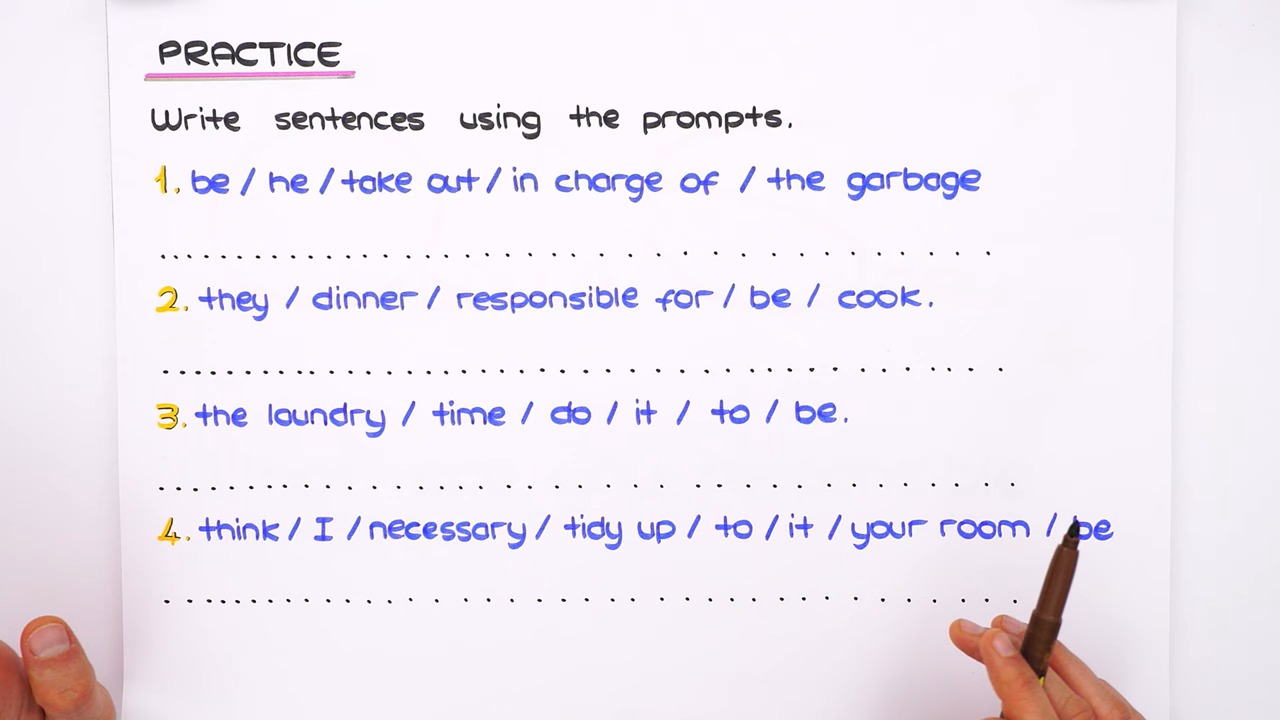 PRACTICE
Write sentences using the prompts.
1. be / he / take out / in charge of / the garbage
2. they / dinner / responsible for / be / cook.
3. the laundry / time / do / it / to / be.
4. think / I / necessary / tidy up / to / it / your room / be